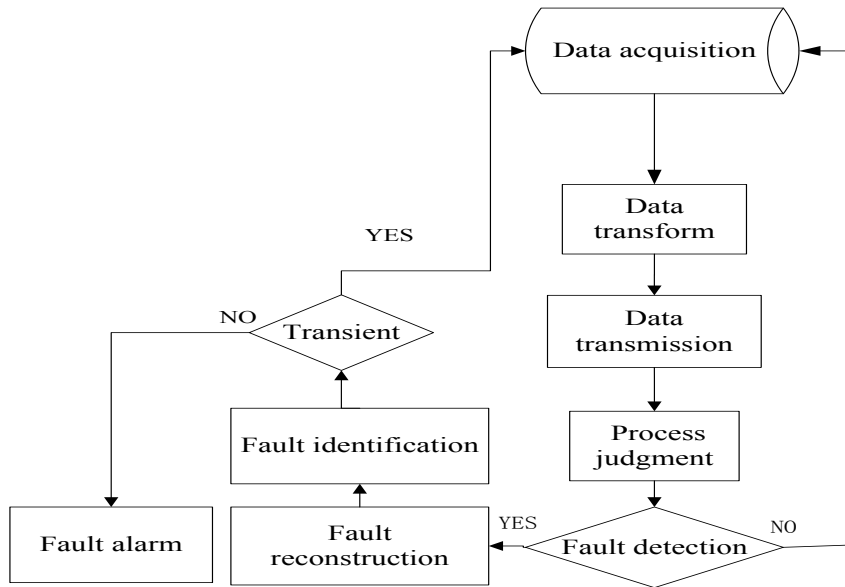 Data acquisition
Data
transform
YES
NO
Transient
Data
transmission
Fault identification
Process
judgment
Fault alarm
Fault
reconstruction
YES
Fault detection
NO